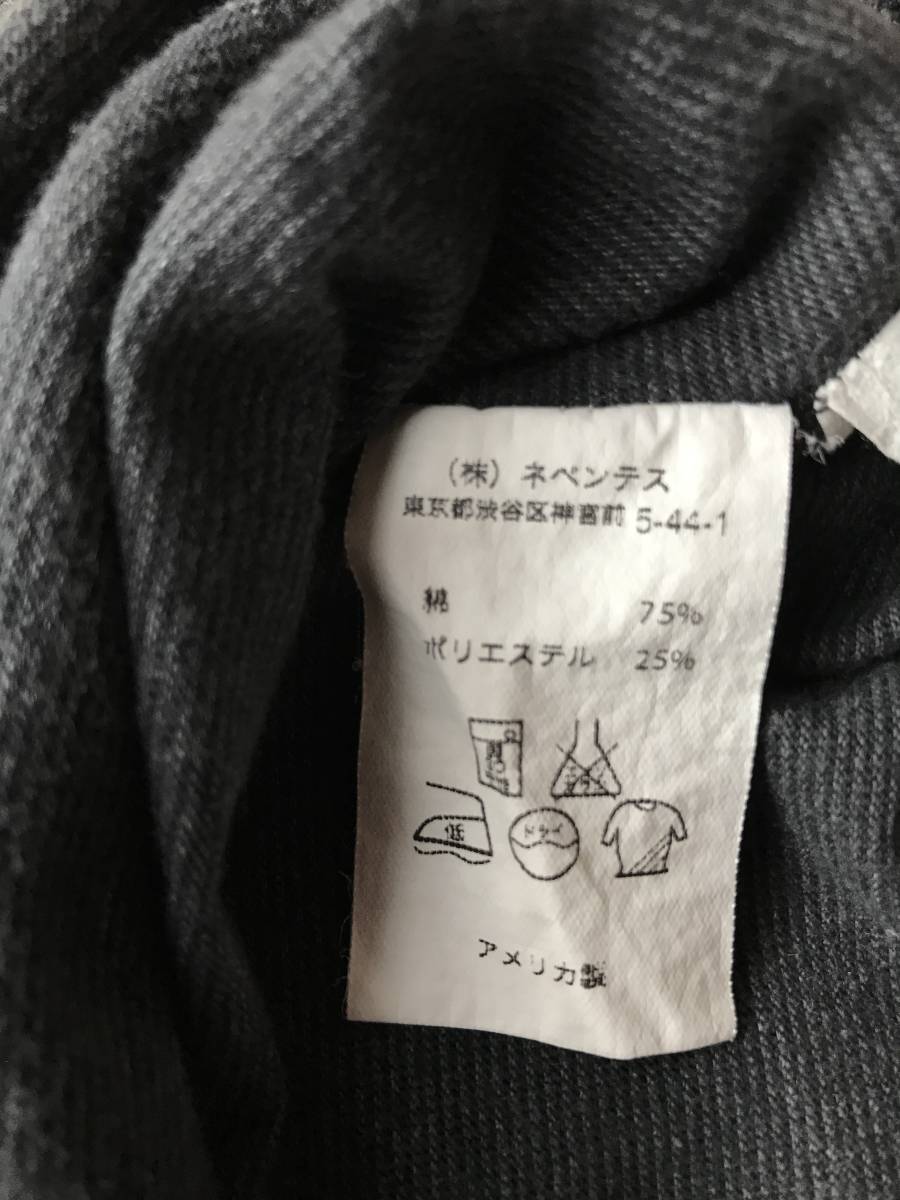 (株) ネペンテス
東京都渋谷区神宮前 5-44-1
綿 75%
ポリエステル 25%
低
ドライ
アメリカ製